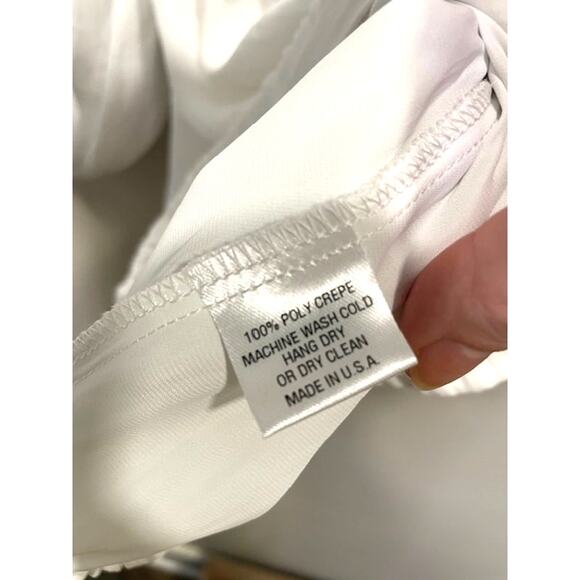 100% POLY CREPE
MACHINE WASH COLD
HANG DRY
OR DRY CLEAN
MADE IN U.S.A.